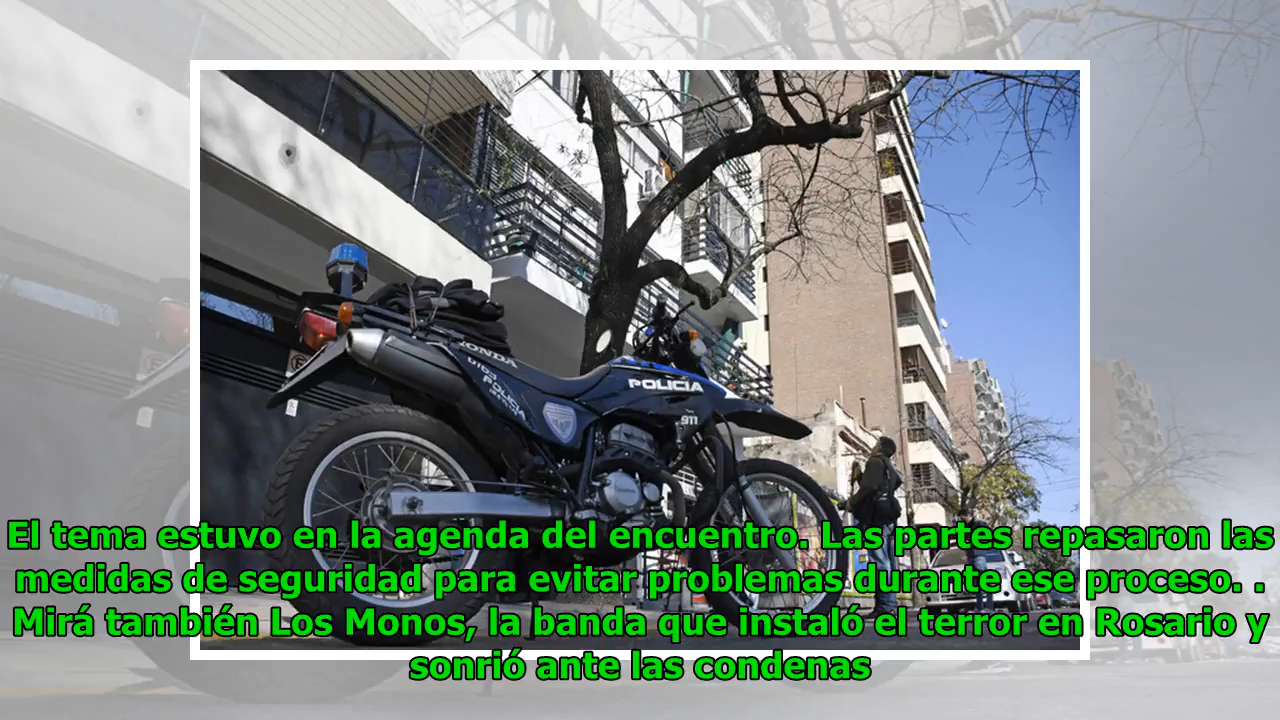 HONDA
POLICIA
POLICIA
911
El tema estuvo en la agenda del encuentro. Las partes repasaron las
medidas de seguridad para evitar problemas durante ese proceso. .
Mirá también Los Monos, la banda que instaló el terror en Rosario y
sonrió ante las condenas